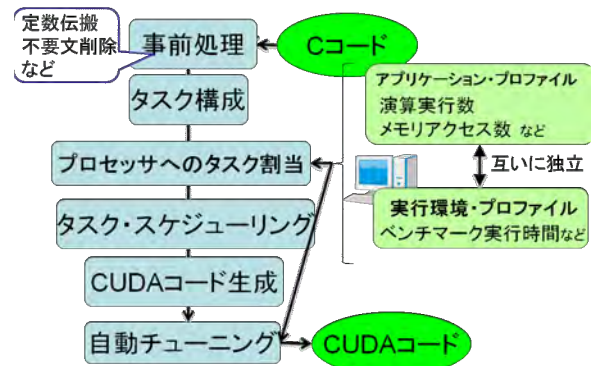 定数伝搬
不要文削除
など
事前処理
Cコード
タスク構成
プロセッサへのタスク割当
タスク・スケジューリング
CUDAコード生成
自動チューニング
CUDAコード
アプリケーション・プロファイル
演算実行数
メモリアクセス数 など
互いに独立
実行環境・プロファイル
ベンチマーク実行時間など